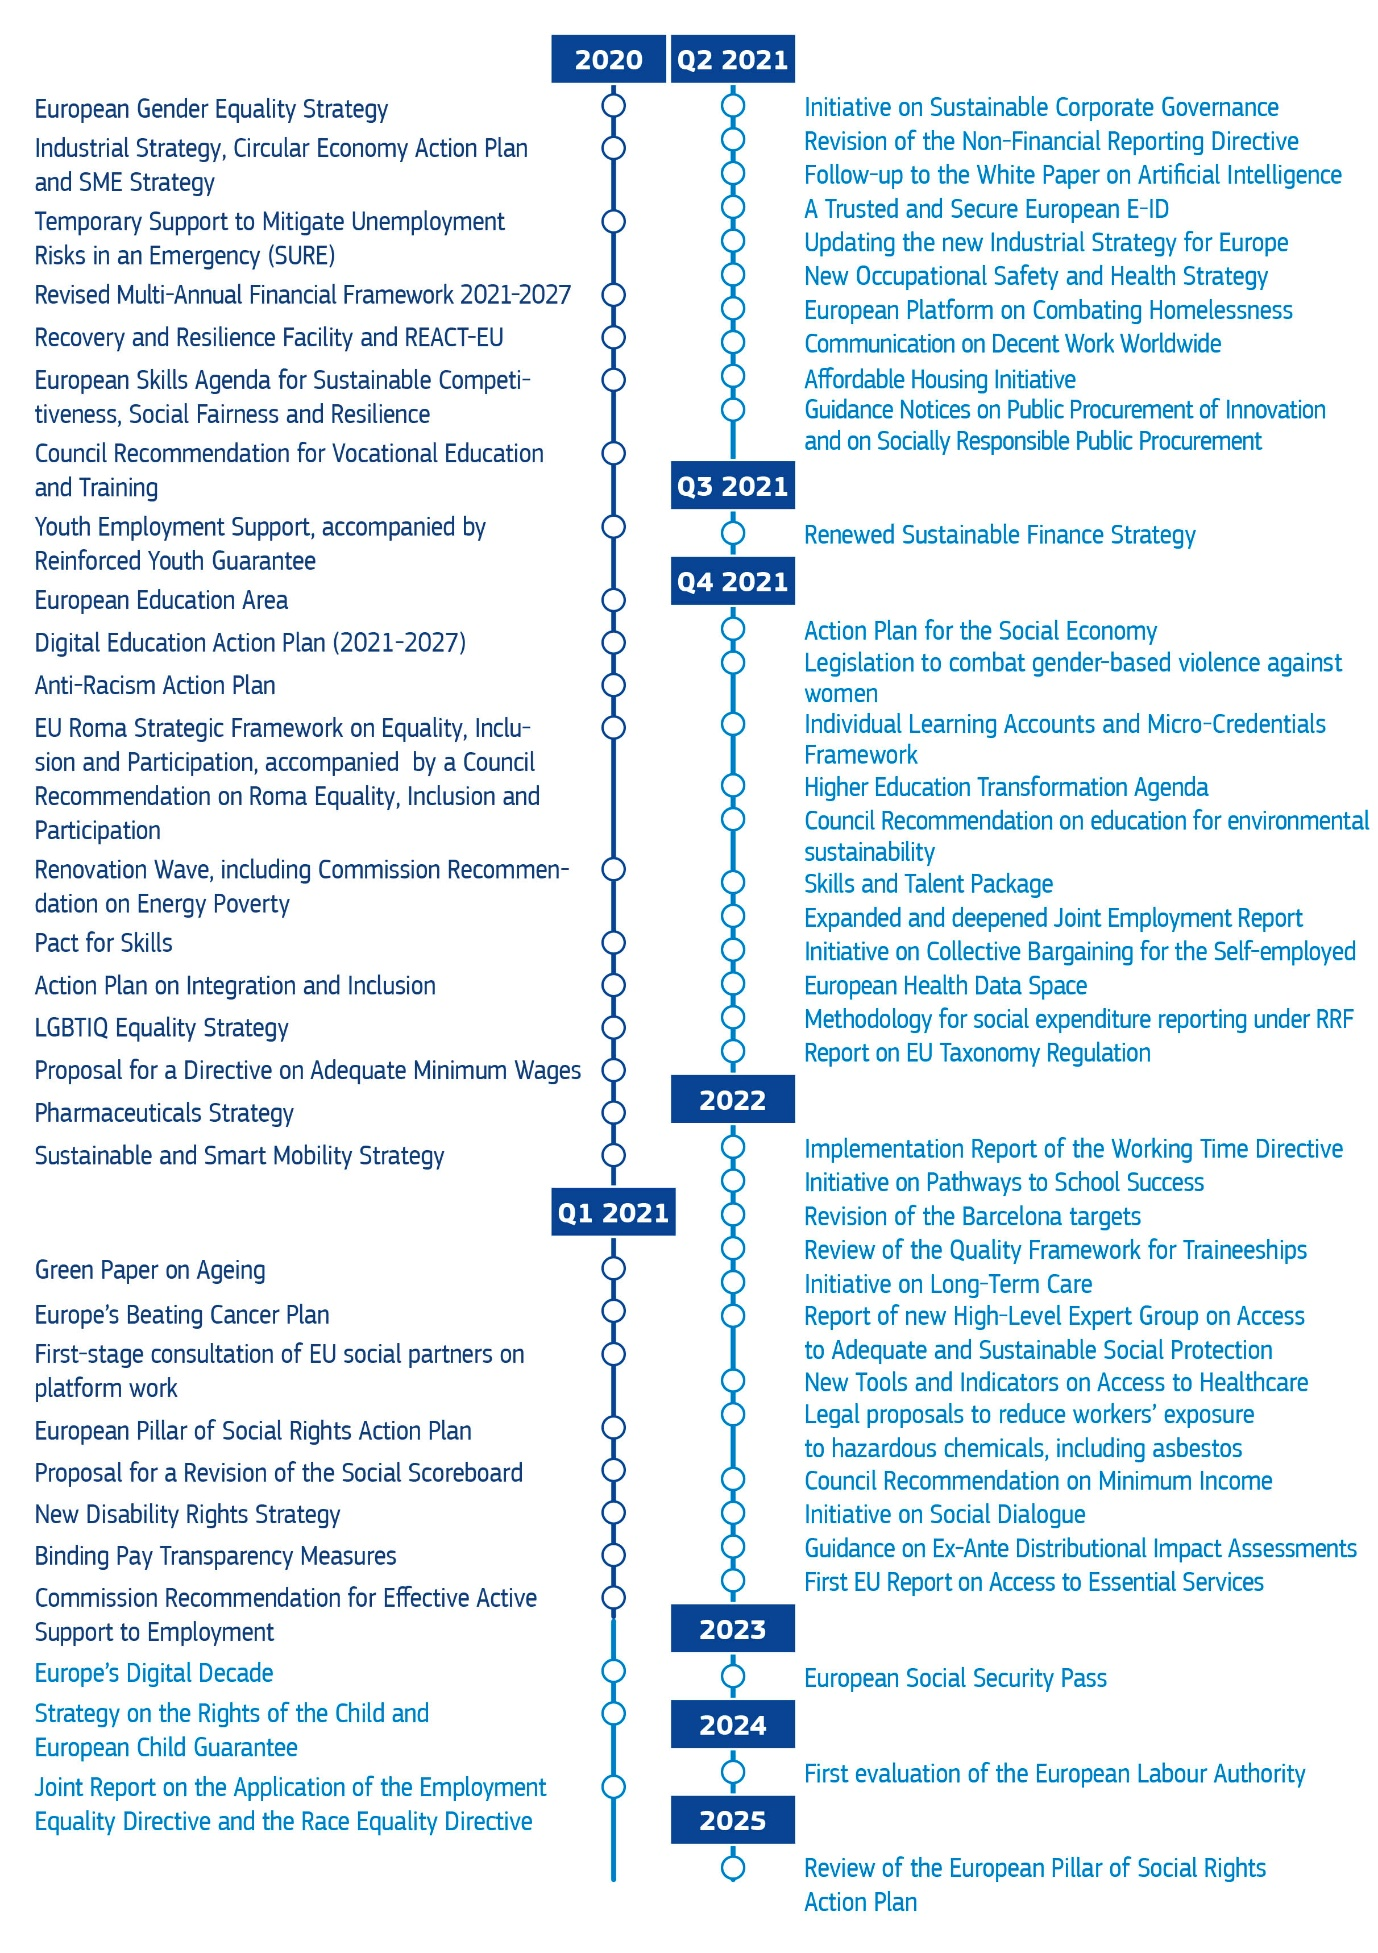 2020
European Gender Equality Strategy
Industrial Strategy, Circular Economy Action Plan
and SME Strategy
Temporary Support to Mitigate Unemployment
Risks in an Emergency (SURE)
Revised Multi-Annual Financial Framework 2021-2027
Recovery and Resilience Facility and REACT-EU
European Skills Agenda for Sustainable Competi-
tiveness, Social Fairness and Resilience
Council Recommendation for Vocational Education
and Training
Youth Employment Support, accompanied by
Reinforced Youth Guarantee
European Education Area
Digital Education Action Plan (2021-2027)
Anti-Racism Action Plan
EU Roma Strategic Framework on Equality, Inclu-
sion and Participation, accompanied by a Council
Recommendation on Roma Equality, Inclusion and
Participation
Renovation Wave, including Commission Recommen-
dation on Energy Poverty
Pact for Skills
Action Plan on Integration and Inclusion
LGBTIQ Equality Strategy
Proposal for a Directive on Adequate Minimum Wages
Pharmaceuticals Strategy
Sustainable and Smart Mobility Strategy
Q1 2021
Green Paper on Ageing
Europe's Beating Cancer Plan
First-stage consultation of EU social partners on
platform work
European Pillar of Social Rights Action Plan
Proposal for a Revision of the Social Scoreboard
New Disability Rights Strategy
Binding Pay Transparency Measures
Commission Recommendation for Effective Active
Support to Employment
Europe's Digital Decade
Strategy on the Rights of the Child and
European Child Guarantee
Joint Report on the Application of the Employment
Equality Directive and the Race Equality Directive
Q2 2021
Initiative on Sustainable Corporate Governance
Revision of the Non-Financial Reporting Directive
Follow-up to the White Paper on Artificial Intelligence
A Trusted and Secure European E-ID
Updating the new Industrial Strategy for Europe
New Occupational Safety and Health Strategy
European Platform on Combating Homelessness
Communication on Decent Work Worldwide
Affordable Housing Initiative
Guidance Notices on Public Procurement of Innovation
and on Socially Responsible Public Procurement
Q3 2021
Renewed Sustainable Finance Strategy
Q4 2021
Action Plan for the Social Economy
Legislation to combat gender-based violence against
women
Individual Learning Accounts and Micro-Credentials
Framework
Higher Education Transformation Agenda
Council Recommendation on education for environmental
sustainability
Skills and Talent Package
Expanded and deepened Joint Employment Report
Initiative on Collective Bargaining for the Self-employed
European Health Data Space
Methodology for social expenditure reporting under RRF
Report on EU Taxonomy Regulation
2022
Implementation Report of the Working Time Directive
Initiative on Pathways to School Success
Revision of the Barcelona targets
Review of the Quality Framework for Traineeships
Initiative on Long-Term Care
Report of new High-Level Expert Group on Access
to Adequate and Sustainable Social Protection
New Tools and Indicators on Access to Healthcare
Legal proposals to reduce workers' exposure
to hazardous chemicals, including asbestos
Council Recommendation on Minimum Income
Initiative on Social Dialogue
Guidance on Ex-Ante Distributional Impact Assessments
First EU Report on Access to Essential Services
2023
European Social Security Pass
2024
First evaluation of the European Labour Authority
2025
Review of the European Pillar of Social Rights
Action Plan